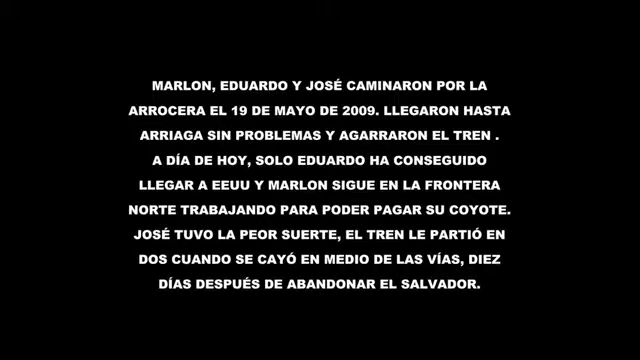 MARLON, EDUARDO Y JOSÉ CAMINARON POR LA
ARROCERA EL 19 DE MAYO DE 2009. LLEGARON HASTA
ARRIAGA SIN PROBLEMAS Y AGARRARON EL TREN .
A DÍA DE HOY, SOLO EDUARDO HA CONSEGUIDO
LLEGAR A EEUU Y MARLON SIGUE EN LA FRONTERA
NORTE TRABAJANDO PARA PODER PAGAR SU COYOTE.
JOSÉ TUVO LA PEOR SUERTE, EL TREN LE PARTIÓ EN
DOS CUANDO SE CAYÓ EN MEDIO DE LAS VÍAS, DIEZ
DÍAS DESPUÉS DE ABANDONAR EL SALVADOR.